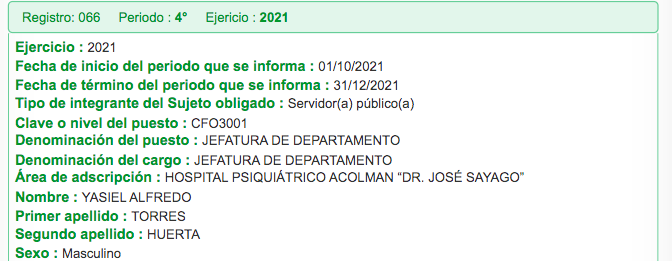 Registro: 066 Periodo : 4° Ejericio : 2021
Ejercicio : 2021
Fecha de inicio del periodo que se informa : 01/10/2021
Fecha de término del periodo que se informa : 31/12/2021
Tipo de integrante del Sujeto obligado : Servidor(a) público(a)
Clave o nivel del puesto : CFO3001
Denominación del puesto : JEFATURA DE DEPARTAMENTO
Denominación del cargo : JEFATURA DE DEPARTAMENTO
Área de adscripción : HOSPITAL PSIQUIÁTRICO ACOLMAN “DR. JOSÉ SAYAGO”
Nombre : YASIEL ALFREDO
Primer apellido : TORRES
Segundo apellido : HUERTA
Sexo : Masculino